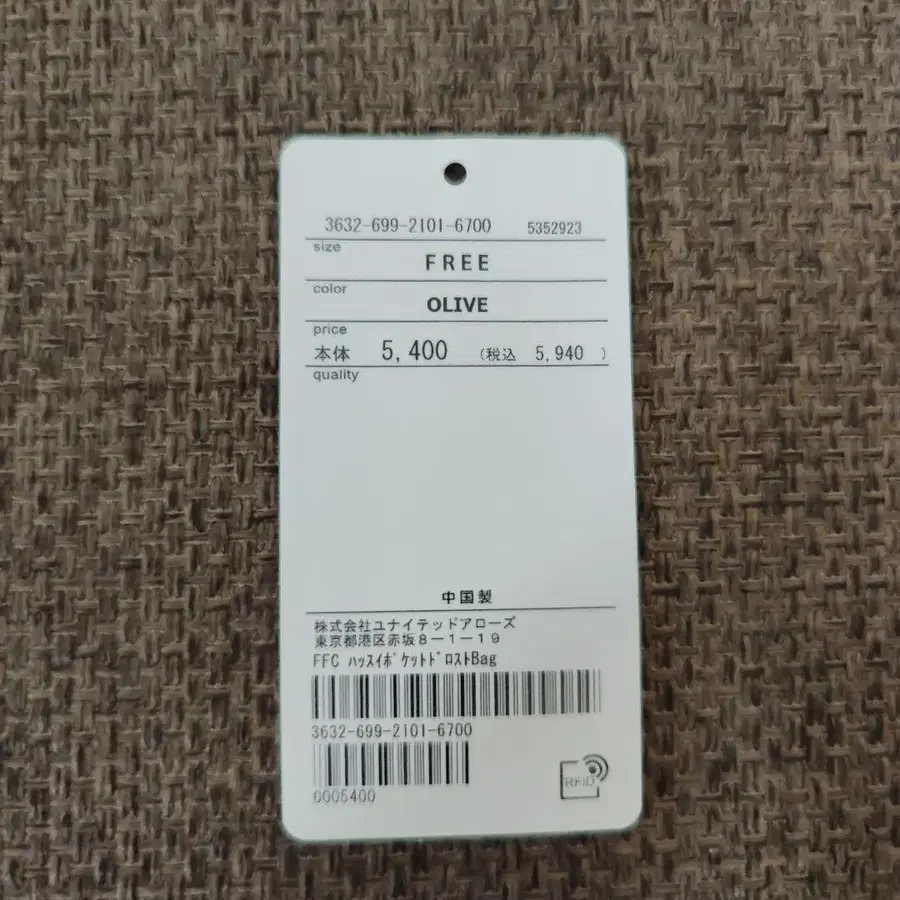 3632-699-2101-6700 5352923
size
FREE
color
OLIVE
price
本体 5,400 (税込 5,940 )
quality
中国製
株式会社ユナイテッドアローズ
東京都港区赤坂8-1-19
FFC ﾊｯｽｲﾎﾟｹｯﾄﾄﾞﾛｽﾄBag
3632-699-2101-6700
0005400
RFID